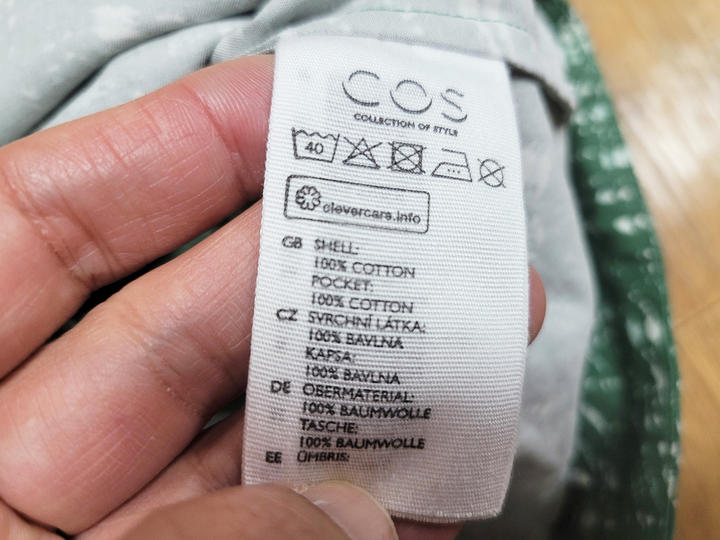 COS
COLLECTION OF STYLE
40
clevercare.info
GB SHELL:
100% COTTON
POCKET:
100% COTTON
CZ SVRCHNÍ LÁTKA:
100% BAVLNA
KAPSA:
100% BAVLNA
DE OBERMATERIAL:
100% BAUMWOLLE
TASCHE:
100% BAUMWOLLE
EE ÜMBRIS: